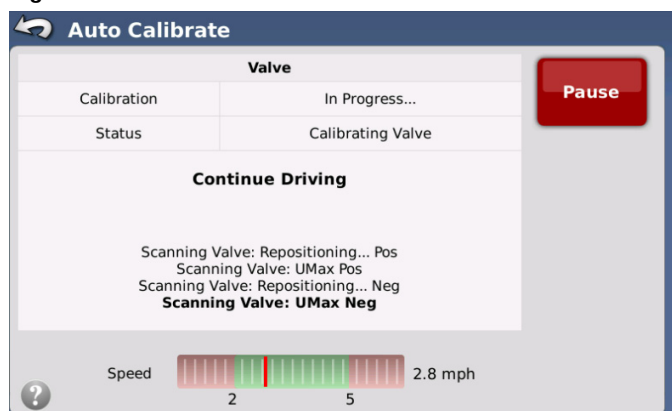 Auto Calibrate
Valve
Calibration In Progress...
Status Calibrating Valve
Pause
Continue Driving
Scanning Valve: Repositioning... Pos
Scanning Valve: UMax Pos
Scanning Valve: Repositioning... Neg
Scanning Valve: UMax Neg
Speed 2.8 mph
2 5
?